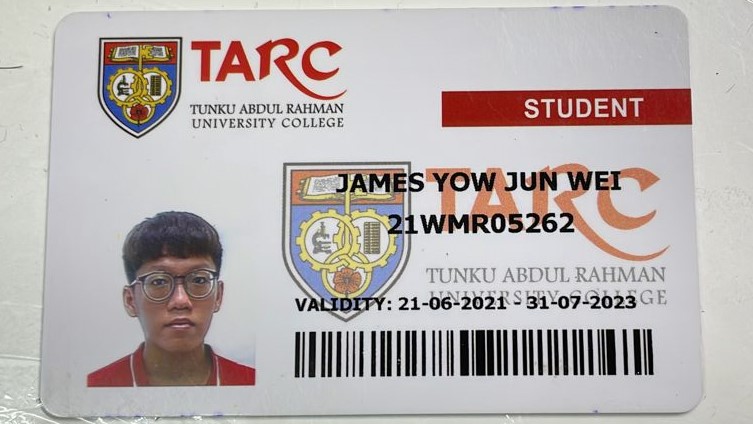 TARC
TUNKU ABDUL RAHMAN
UNIVERSITY COLLEGE
STUDENT
JAMES YOW JUN WEI
21WMR05262
TARC
TUNKU ABDUL RAHMAN
UNIVERSITY COLLEGE
VALIDITY: 21-06-2021 - 31-07-2023